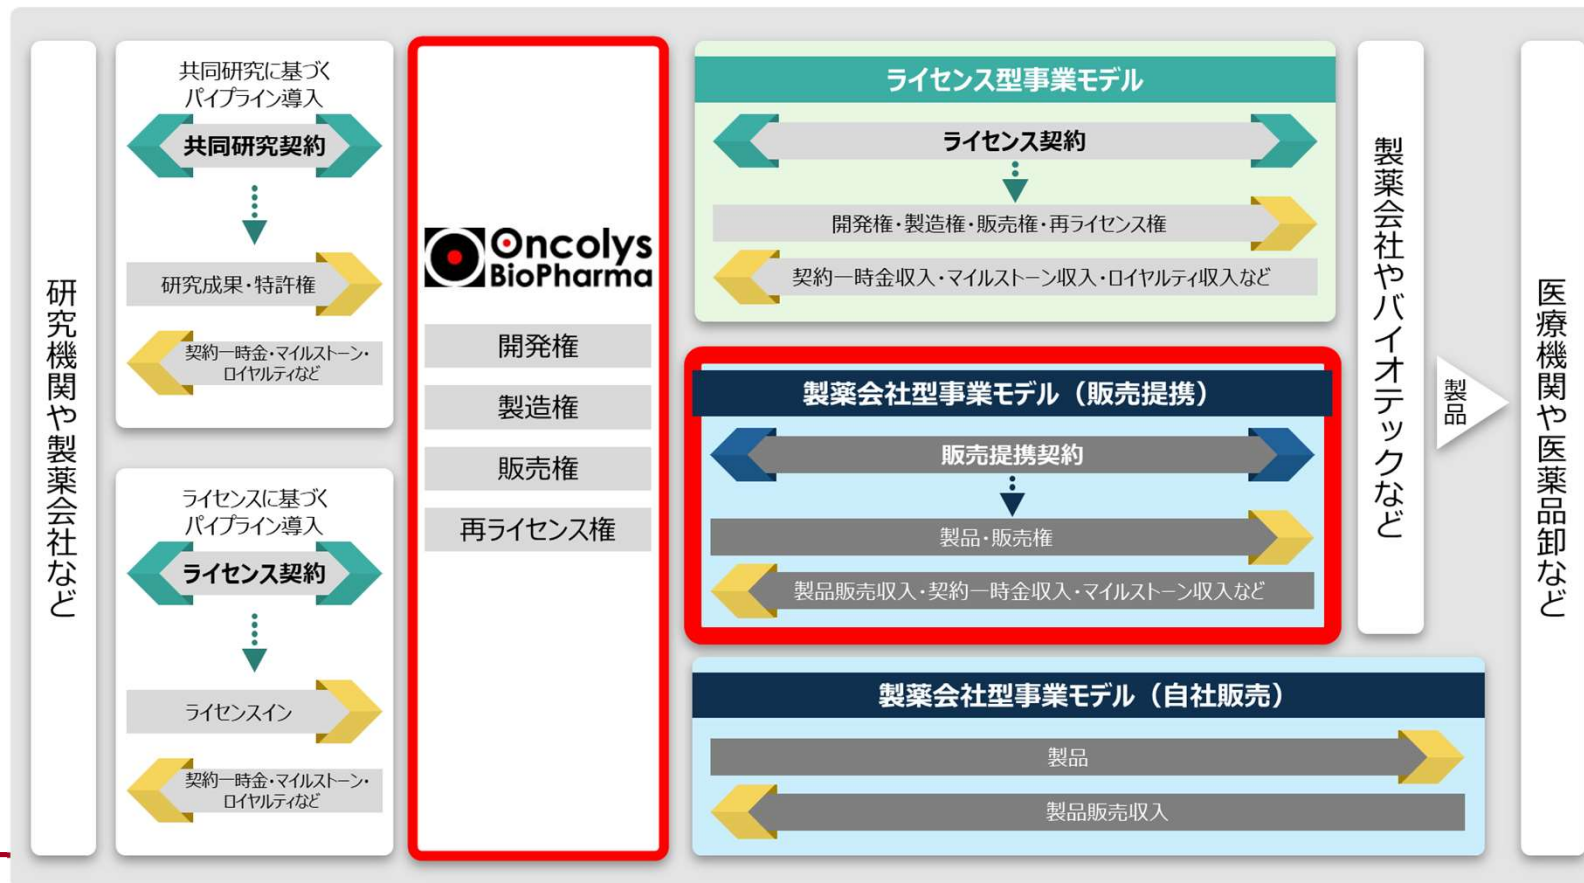 研究機関や製薬会社など
共同研究に基づく
パイプライン導入
共同研究契約
研究成果・特許権
契約一時金・マイルストーン・
ロイヤルティなど
ライセンスに基づく
パイプライン導入
ライセンス契約
ライセンスイン
契約一時金・マイルストーン・
ロイヤルティなど
Oncolys
BioPharma
開発権
製造権
販売権
再ライセンス権
ライセンス型事業モデル
ライセンス契約
開発権・製造権・販売権・再ライセンス権
契約一時金収入・マイルストーン収入・ロイヤルティ収入など
製薬会社型事業モデル（販売提携）
販売提携契約
製品・販売権
製品販売収入・契約一時金収入・マイルストーン収入など
製薬会社型事業モデル（自社販売）
製品
製品販売収入
製薬会社やバイオテックなど
製品
医療機関や医薬品卸など